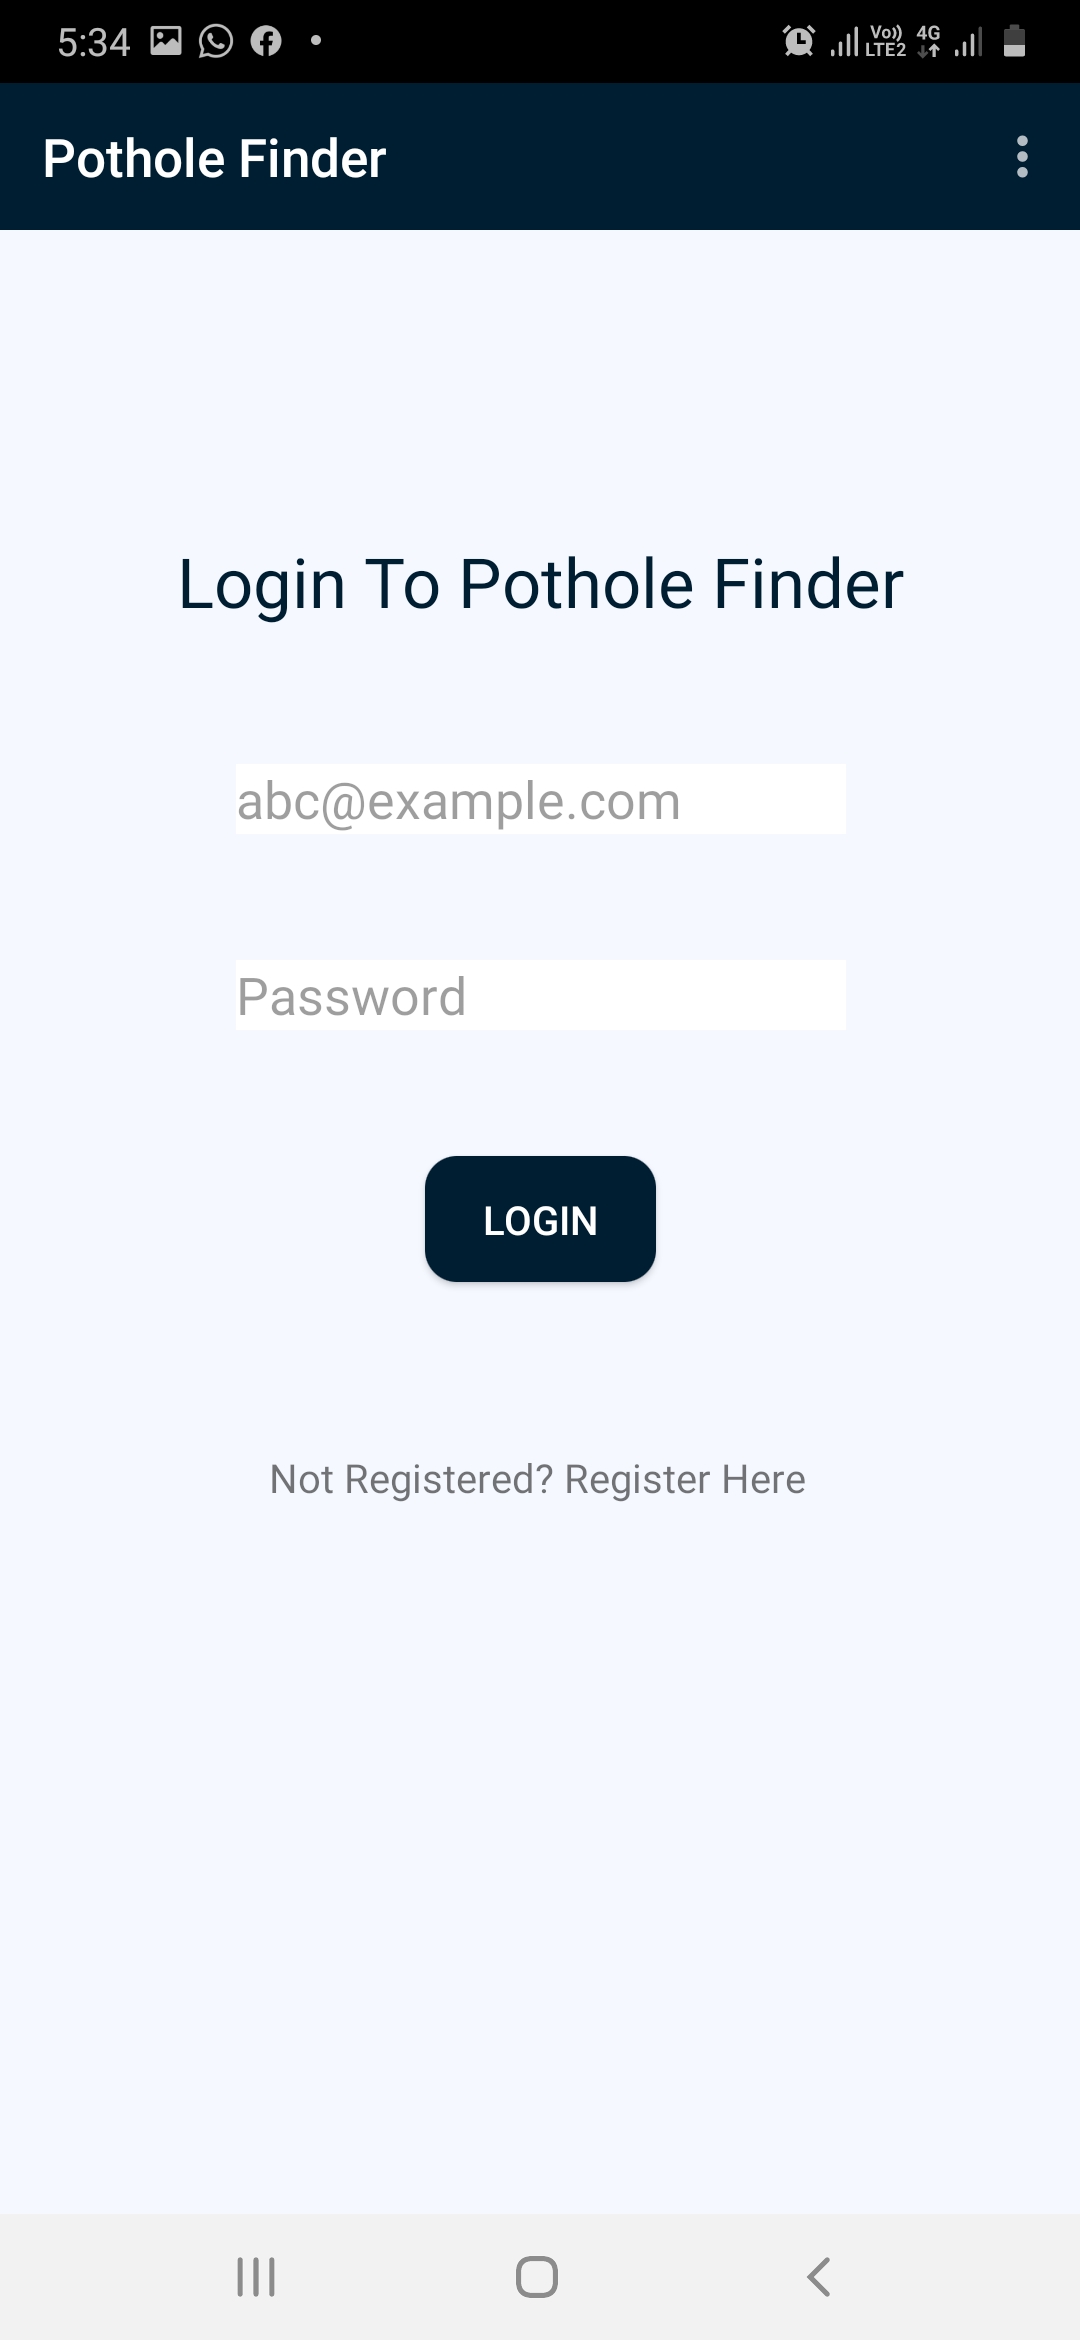 5:34
Vo)) 4G
LTE2
Pothole Finder
Login To Pothole Finder
abc@example.com
Password
LOGIN
Not Registered? Register Here